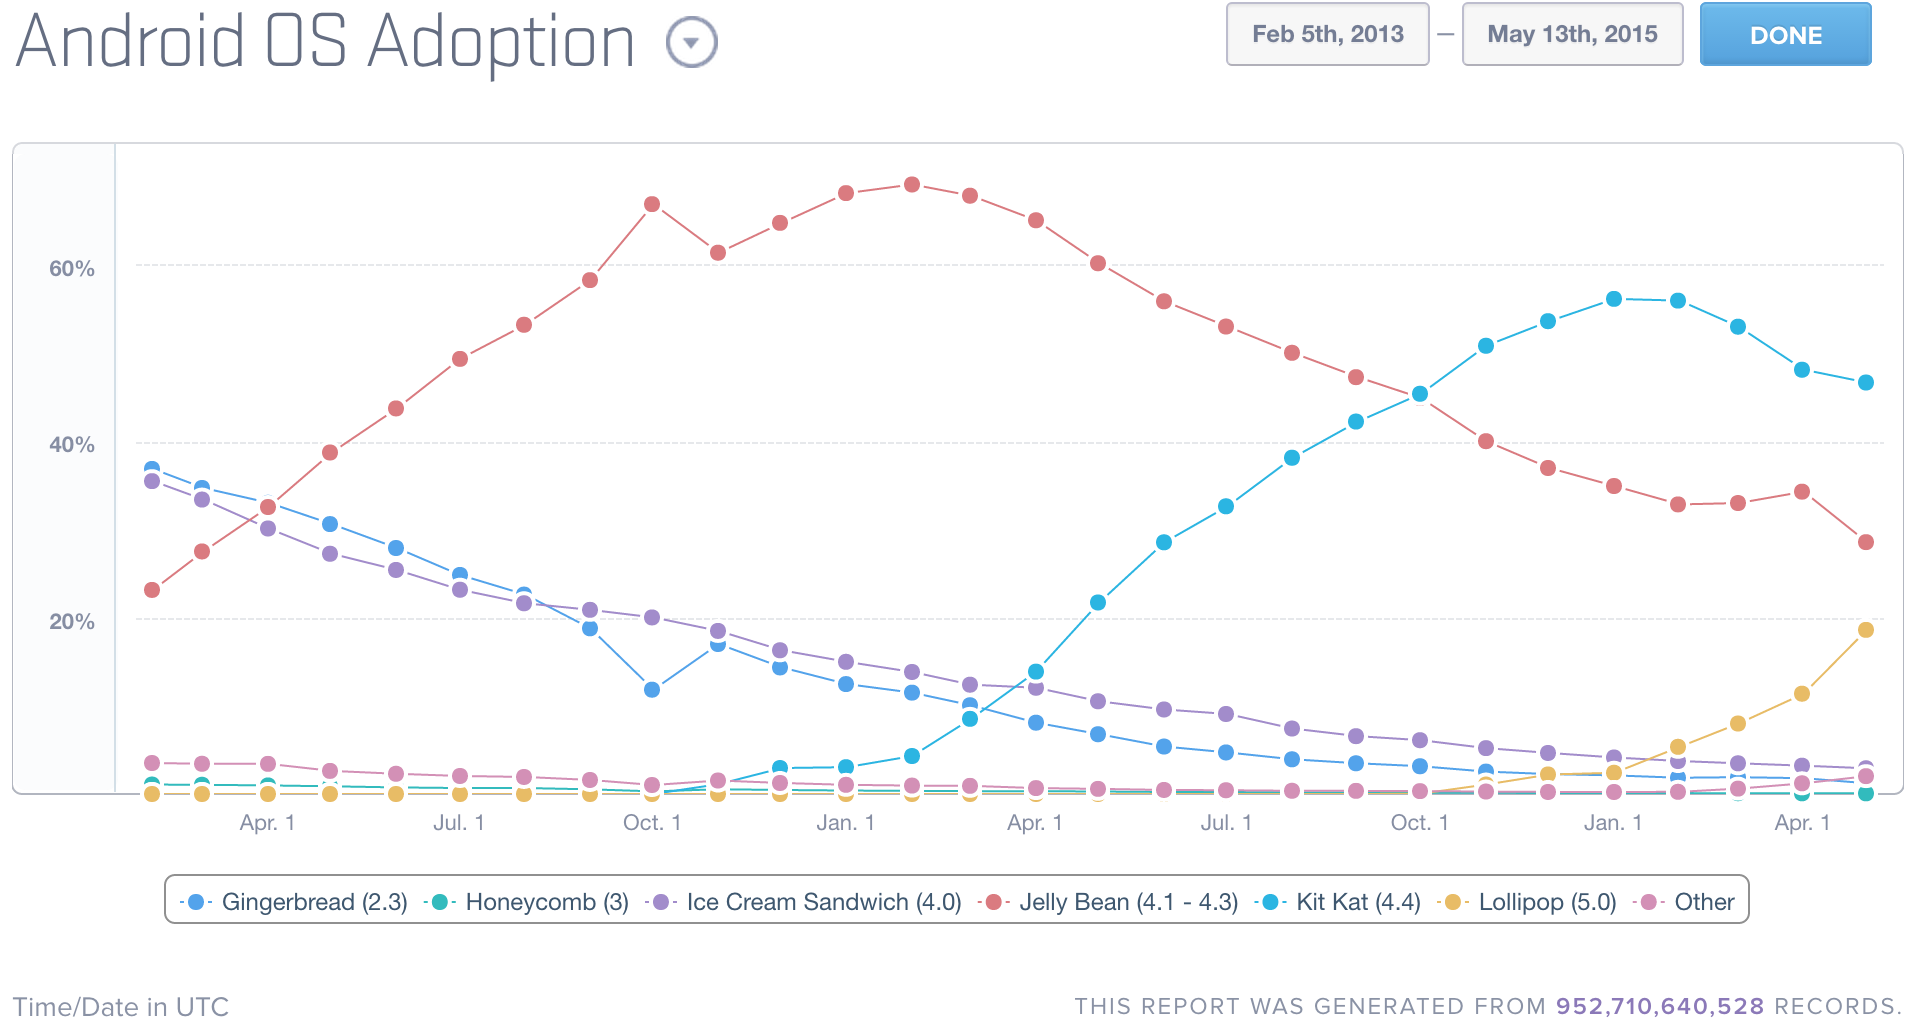 Android OS Adoption
Feb 5th, 2013 – May 13th, 2015 DONE
60%
40%
20%
Apr. 1 Jul. 1 Oct. 1 Jan. 1 Apr. 1 Jul. 1 Oct. 1 Jan. 1 Apr. 1
Gingerbread (2.3) Honeycomb (3) Ice Cream Sandwich (4.0) Jelly Bean (4.1 - 4.3) Kit Kat (4.4) Lollipop (5.0) Other
Time/Date in UTC
THIS REPORT WAS GENERATED FROM 952,710,640,528 RECORDS.